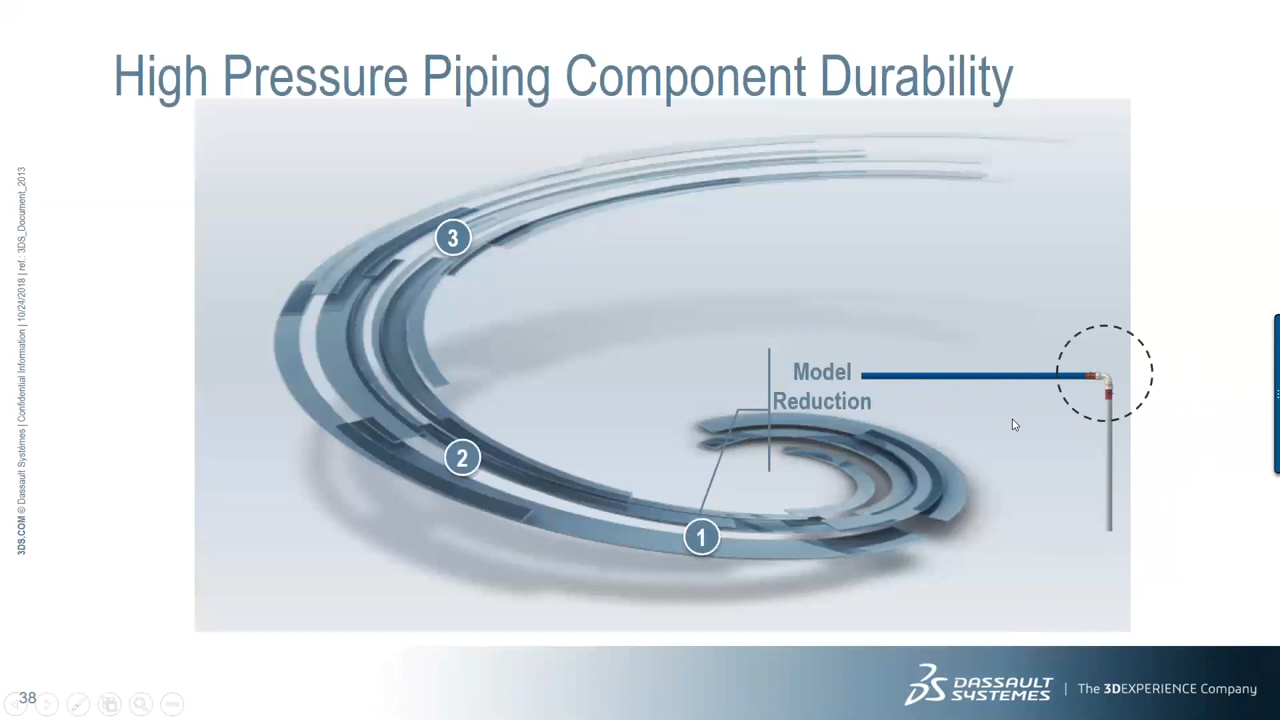 High Pressure Piping Component Durability
3DS.COM © Dassault Systèmes | Confidential Information | 10/24/2018 | ref.: 3DS_Document_2013
3
Model
Reduction
2
1
38
DASSAULT
SYSTEMES
The 3DEXPERIENCE Company